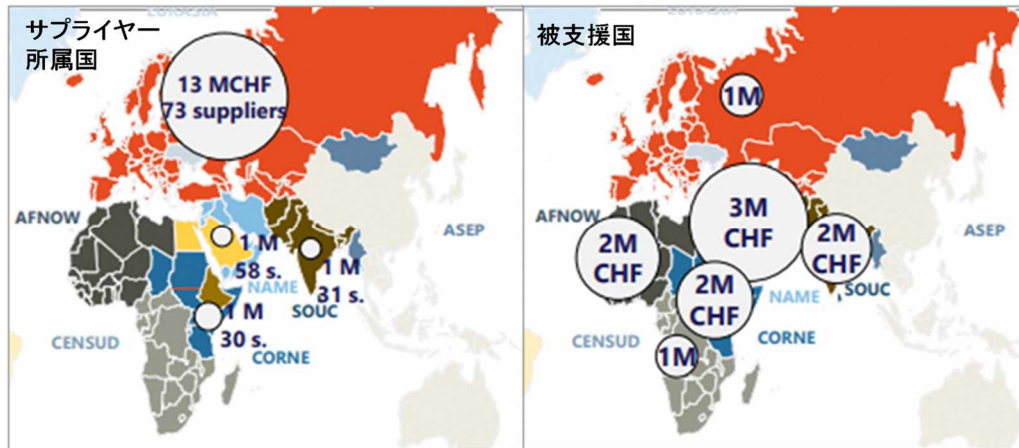 サプライヤー
所属国
EURASIA
13 MCHF
73 suppliers
AFNOW
ASEP
1 M
58 s.
1 M
31 s.
NAME
SOUC
1 M
30 s.
CENSUD
CORNE
被支援国
EURASIA
1M
AFNOW
3M
CHF
ASEP
2M
CHF
2M
CHF
2M
CHF
NAME
SOUC
CENSUD
CORNE
1M